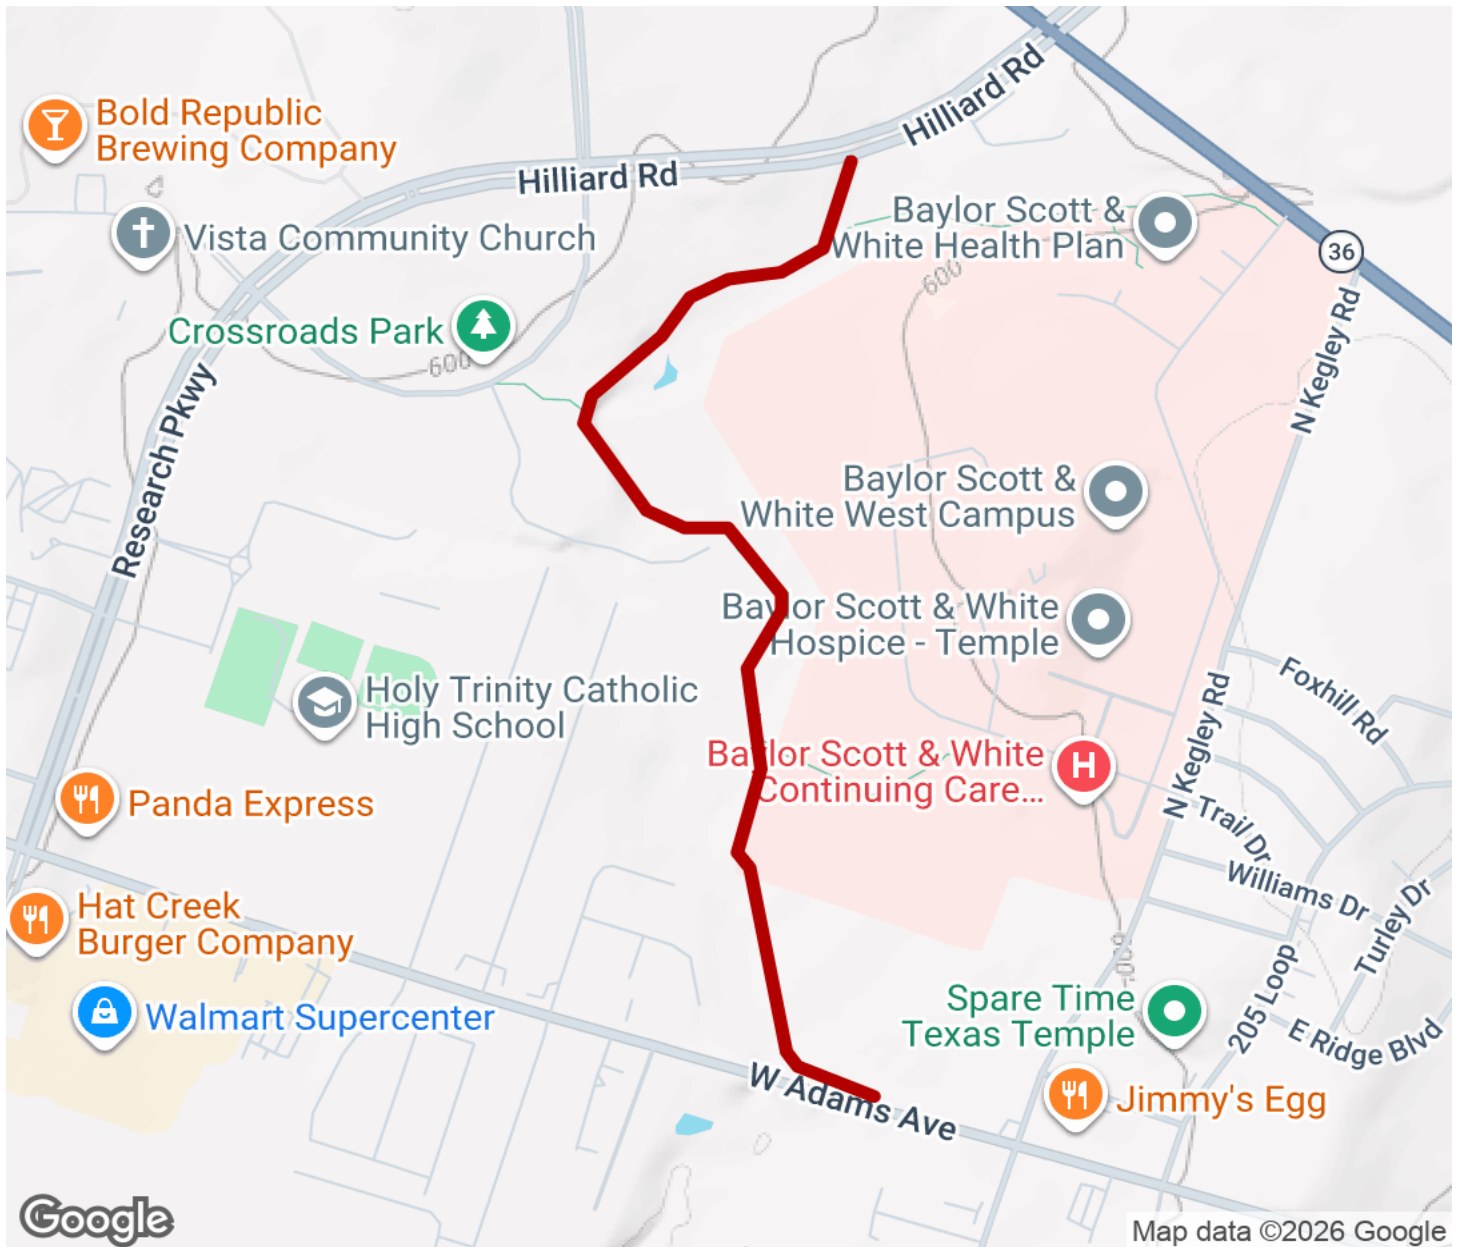 Hilliard Rd
Bold Republic
Brewing Company
Hilliard Rd
Baylor Scott &
White Health Plan
Vista Community Church
36
600
Crossroads Park
600
N Kegley Rd
Research Pkwy
Baylor Scott &
White West Campus
Baylor Scott & White
Hospice - Temple
Foxhill Rd
Holy Trinity Catholic
High School
N Kegley Rd
Baylor Scott & White
Continuing Care...
H
Panda Express
Trail Dr
Williams Dr
Hat Creek
Burger Company
Turley Dr
600
Walmart Supercenter
Spare Time
Texas Temple
205 Loop
E Ridge Blvd
W Adams Ave
Jimmy's Egg
Google
Map data ©2026 Google